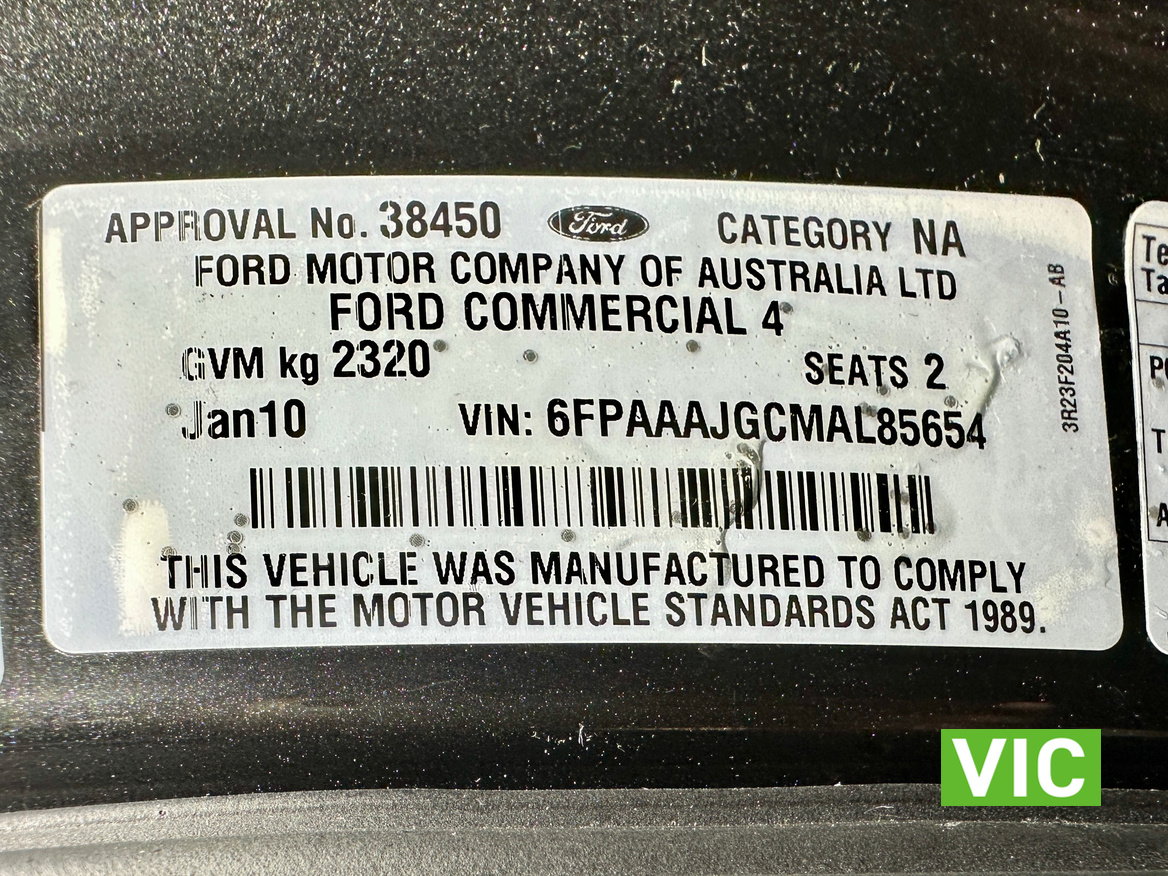 APPROVAL No. 38450 Ford CATEGORY NA
FORD MOTOR COMPANY OF AUSTRALIA LTD
FORD COMMERCIAL 4
GVM kg 2320 SEATS 2
Jan10 VIN: 6FPAAAJGCMAL85654
THIS VEHICLE WAS MANUFACTURED TO COMPLY
WITH THE MOTOR VEHICLE STANDARDS ACT 1989.
3R23F204A10-AB
Te
Ta
T
A
VIC